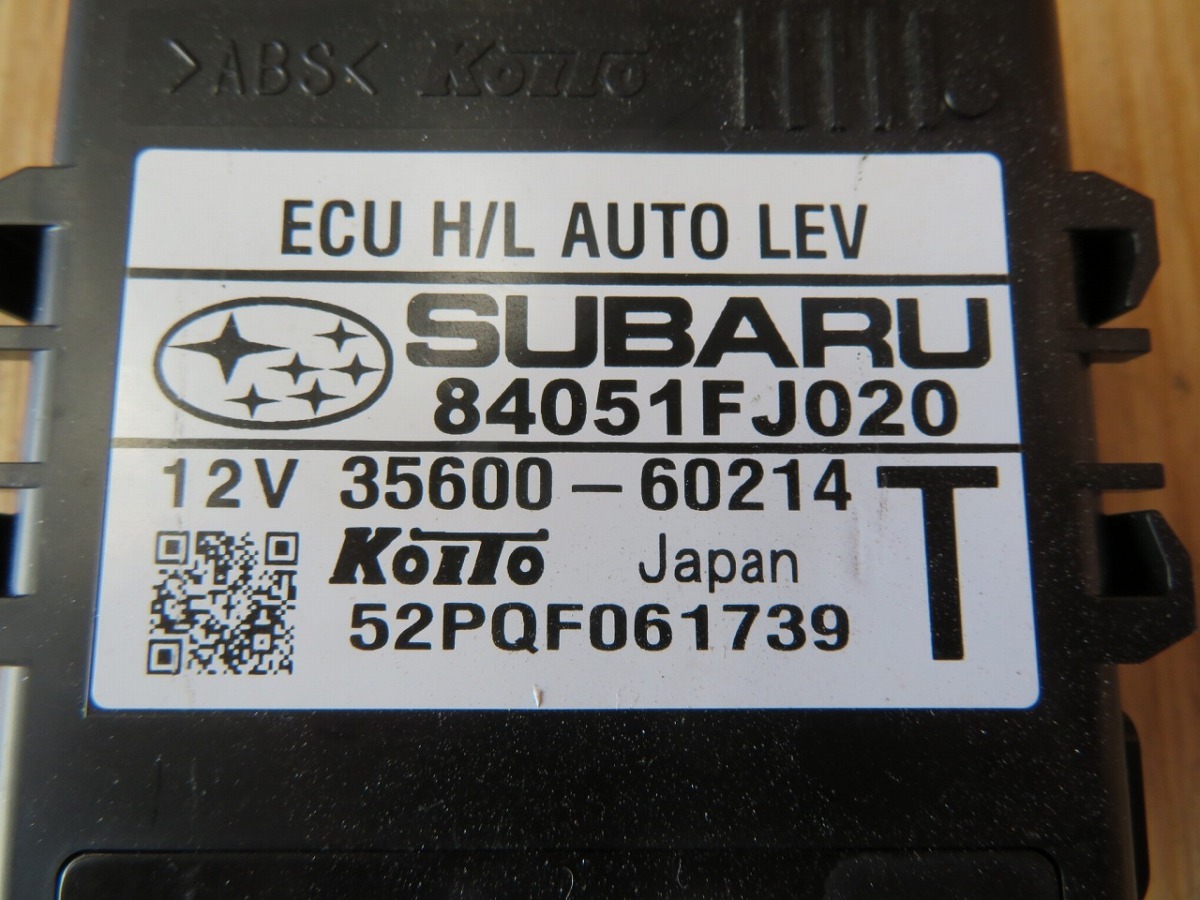 >ABS< KOITO
ECU H/L AUTO LEV
SUBARU
84051FJ020
12V 35600-60214 T
KOITO Japan
52PQF061739